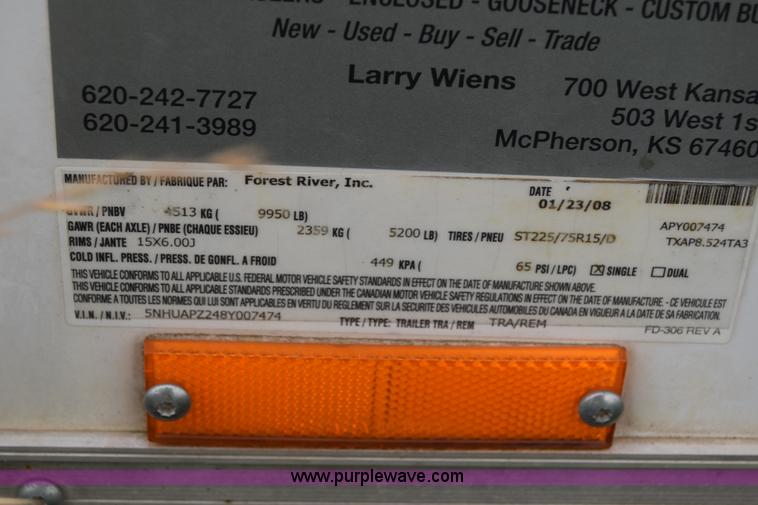 ENCLOSED - GOOSENECK - CUSTOM BU
New - Used - Buy - Sell - Trade
Larry Wiens
700 West Kansa
620-242-7727
503 West 1s
620-241-3989
McPherson, KS 67460
MANUFACTURED BY / FABRIQUE PAR: Forest River, Inc.
DATE
01/23/08
GVWR / PNBV 4513 KG ( 9950 LB)
APY007474
GAWR (EACH AXLE) / PNBE (CHAQUE ESSIEU) 2359 KG ( 5200 LB) TIRES / PNEU ST225/75R15/D
TXAP8.524TA3
RIMS / JANTE 15X6.00J
COLD INFL. PRESS. / PRESS. DE GONFL. A FROID 449 KPA ( 65 PSI / LPC) SINGLE DUAL
THIS VEHICLE CONFORMS TO ALL APPLICABLE U.S. FEDERAL MOTOR VEHICLE SAFETY STANDARDS IN EFFECT ON THE DATE OF MANUFACTURE SHOWN ABOVE.
THIS VEHICLE CONFORMS TO ALL APPLICABLE STANDARDS PRESCRIBED UNDER THE CANADIAN MOTOR VEHICLE SAFETY REGULATIONS IN EFFECT ON THE DATE OF MANUFACTURE - CE VEHICULE EST
CONFORME A TOUTES LES NORMES QUI LUI SONT APPLICABLES EN VERTU DU REGLEMENT SUR LA SECURITE DES VEHICULES AUTOMOBILES DU CANADA EN VIGUEUR A LA DATE DE SA FABRICATION.
V.I.N. / N.I.V.: 5NHUAPZ248Y007474 TYPE / TYPE: TRAILER TRA / REM TRA/REM
FD-306 REV A
www.purplewave.com